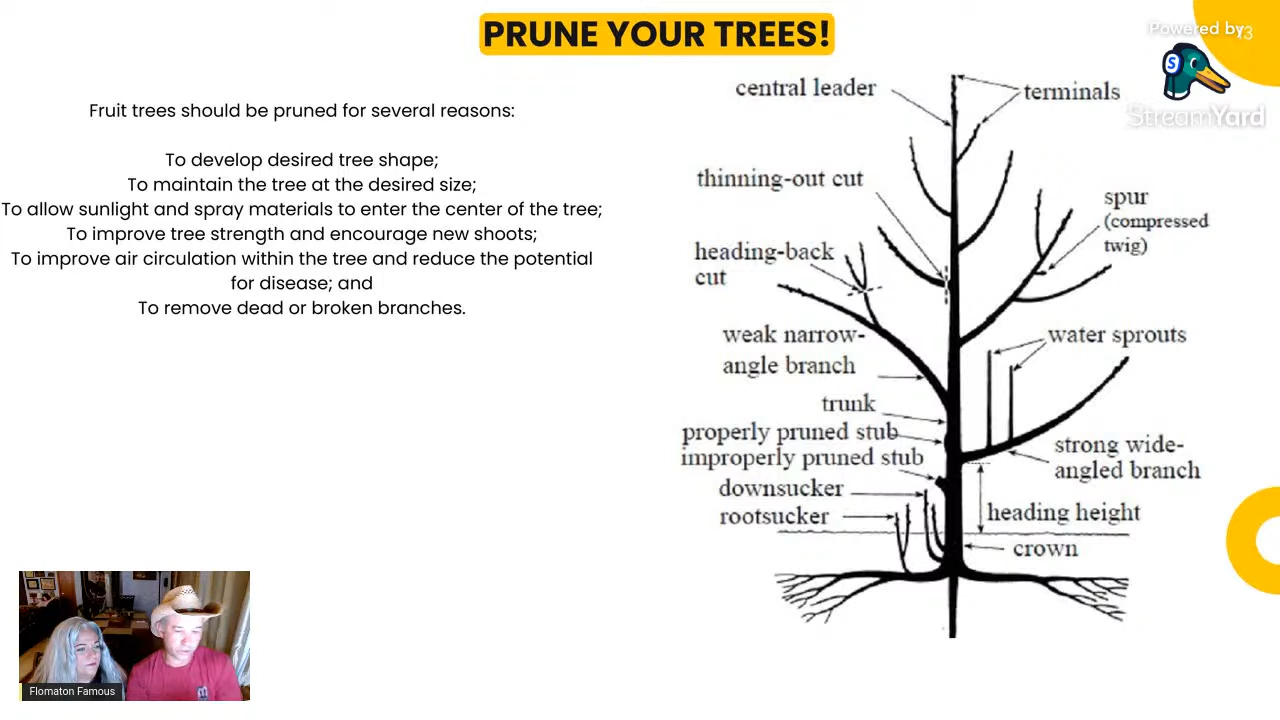 PRUNE YOUR TREES!
Powered by
13
StreamYard
Fruit trees should be pruned for several reasons:
To develop desired tree shape;
To maintain the tree at the desired size;
To allow sunlight and spray materials to enter the center of the tree;
To improve tree strength and encourage new shoots;
To improve air circulation within the tree and reduce the potential
for disease; and
To remove dead or broken branches.
central leader
terminals
thinning-out cut
spur
(compressed
twig)
heading-back
cut
weak narrow-
angle branch
water sprouts
trunk
properly pruned stub
improperly pruned stub
strong wide-
angled branch
downsucker
rootsucker
heading height
crown
Flomaton Famous